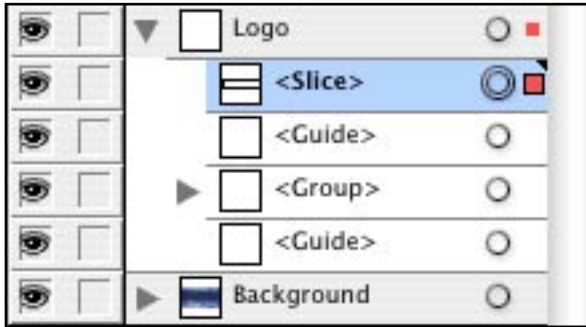 Logo
<Slice>
<Guide>
<Group>
<Guide>
Background